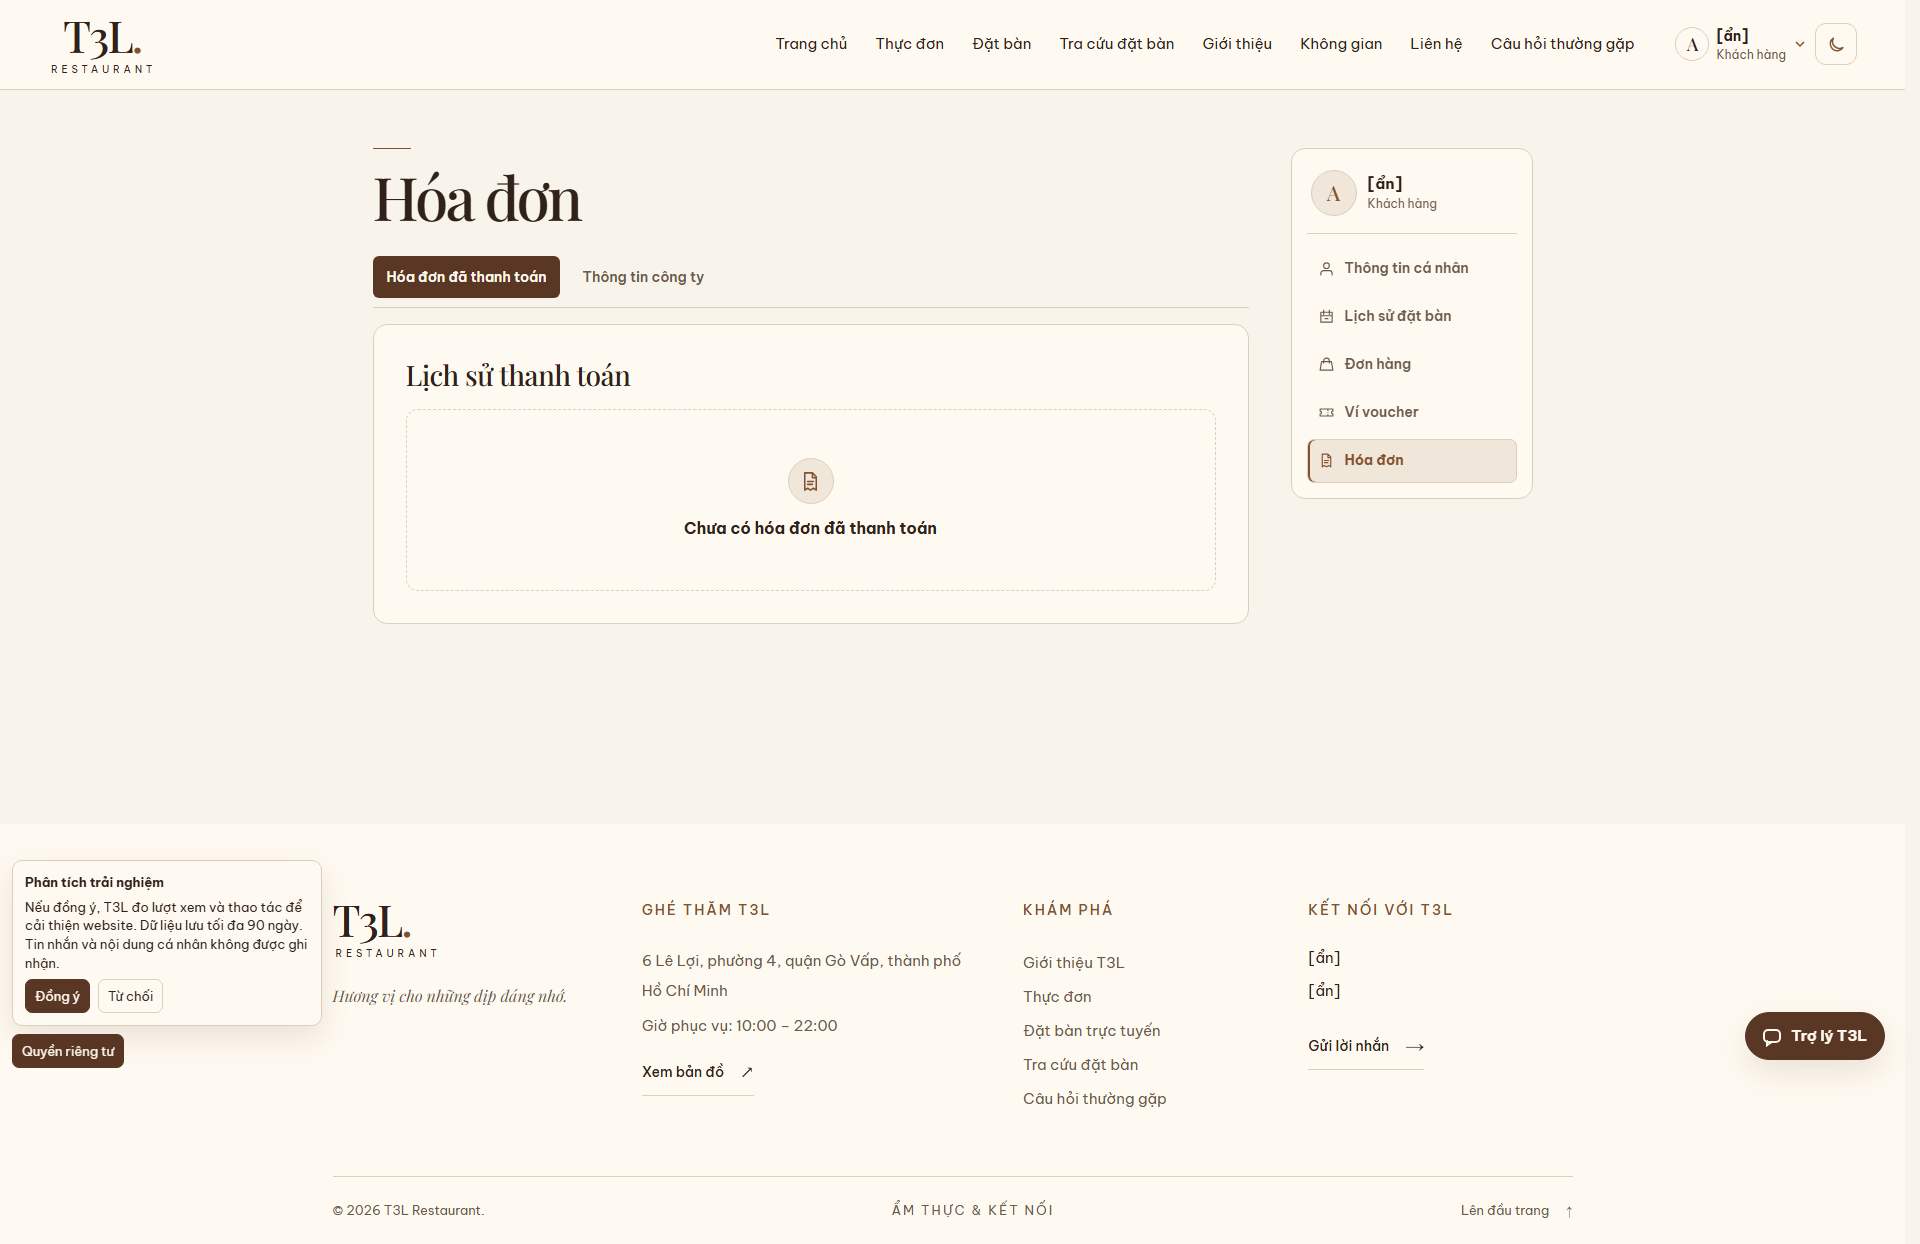 T3L.
RESTAURANT
Trang chủ
Thực đơn
Đặt bàn
Tra cứu đặt bàn
Giới thiệu
Không gian
Liên hệ
Câu hỏi thường gặp
A
[ẩn]
Khách hàng
Hóa đơn
Hóa đơn đã thanh toán
Thông tin công ty
Lịch sử thanh toán
Chưa có hóa đơn đã thanh toán
A
[ẩn]
Khách hàng
Thông tin cá nhân
Lịch sử đặt bàn
Đơn hàng
Ví voucher
Hóa đơn
Phân tích trải nghiệm
Nếu đồng ý, T3L đo lượt xem và thao tác để
cải thiện website. Dữ liệu lưu tối đa 90 ngày.
Tin nhắn và nội dung cá nhân không được ghi
nhận.
Đồng ý
Từ chối
Quyền riêng tư
T3L.
RESTAURANT
Hương vị cho những dịp đáng nhớ.
GHÉ THĂM T3L
6 Lê Lợi, phường 4, quận Gò Vấp, thành phố
Hồ Chí Minh
Giờ phục vụ: 10:00 – 22:00
Xem bản đồ ↗
KHÁM PHÁ
Giới thiệu T3L
Thực đơn
Đặt bàn trực tuyến
Tra cứu đặt bàn
Câu hỏi thường gặp
KẾT NỐI VỚI T3L
[ẩn]
[ẩn]
Gửi lời nhắn →
Trợ lý T3L
© 2026 T3L Restaurant.
ẨM THỰC & KẾT NỐI
Lên đầu trang ↑